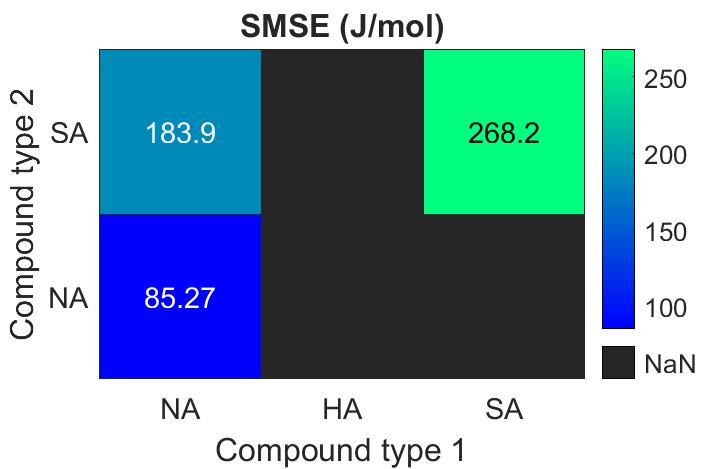 SMSE (J/mol)
Compound type 2
SA
183.9
268.2
NA
85.27
NA
HA
SA
Compound type 1
250
200
150
100
NaN